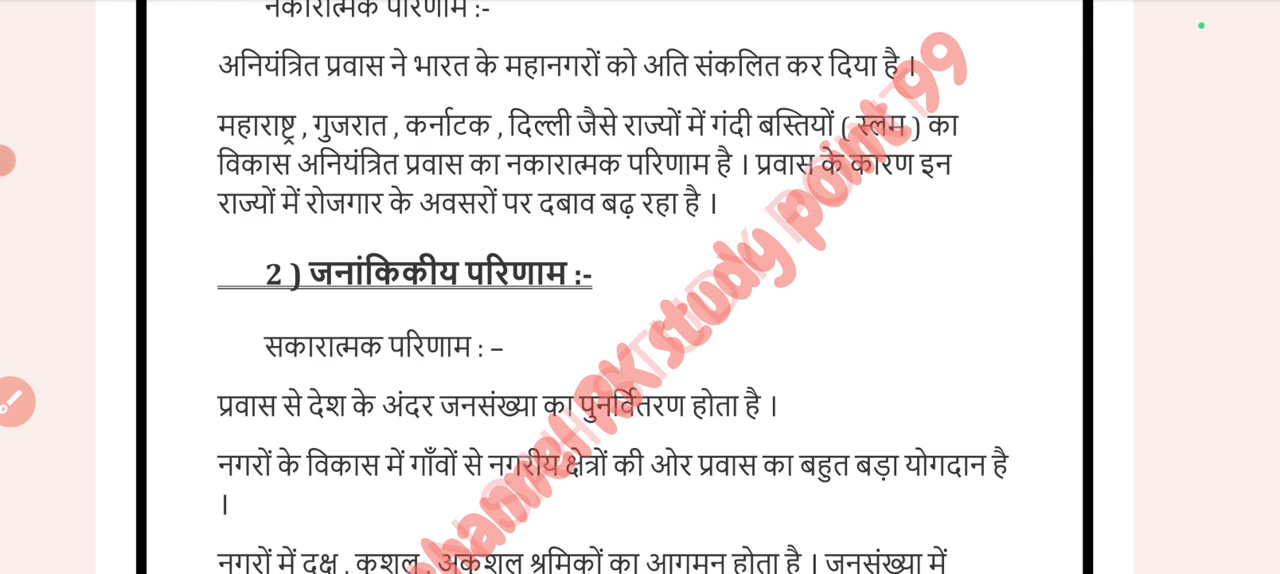 नकारात्मक परिणाम :-
अनियंत्रित प्रवास ने भारत के महानगरों को अति संकलित कर दिया है ।
महाराष्ट्र , गुजरात , कर्नाटक , दिल्ली जैसे राज्यों में गंदी बस्तियों ( स्लम ) का
विकास अनियंत्रित प्रवास का नकारात्मक परिणाम है । प्रवास के कारण इन
राज्यों में रोजगार के अवसरों पर दबाव बढ़ रहा है ।
2 ) जनांकिकीय परिणाम :-
सकारात्मक परिणाम : –
प्रवास से देश के अंदर जनसंख्या का पुनर्वितरण होता है ।
नगरों के विकास में गाँवों से नगरीय क्षेत्रों की ओर प्रवास का बहुत बड़ा योगदान है
।
नगरों में दक्ष , कुशल , अकुशल श्रमिकों का आगमन होता है । जनसंख्या में
channel RK study point 99